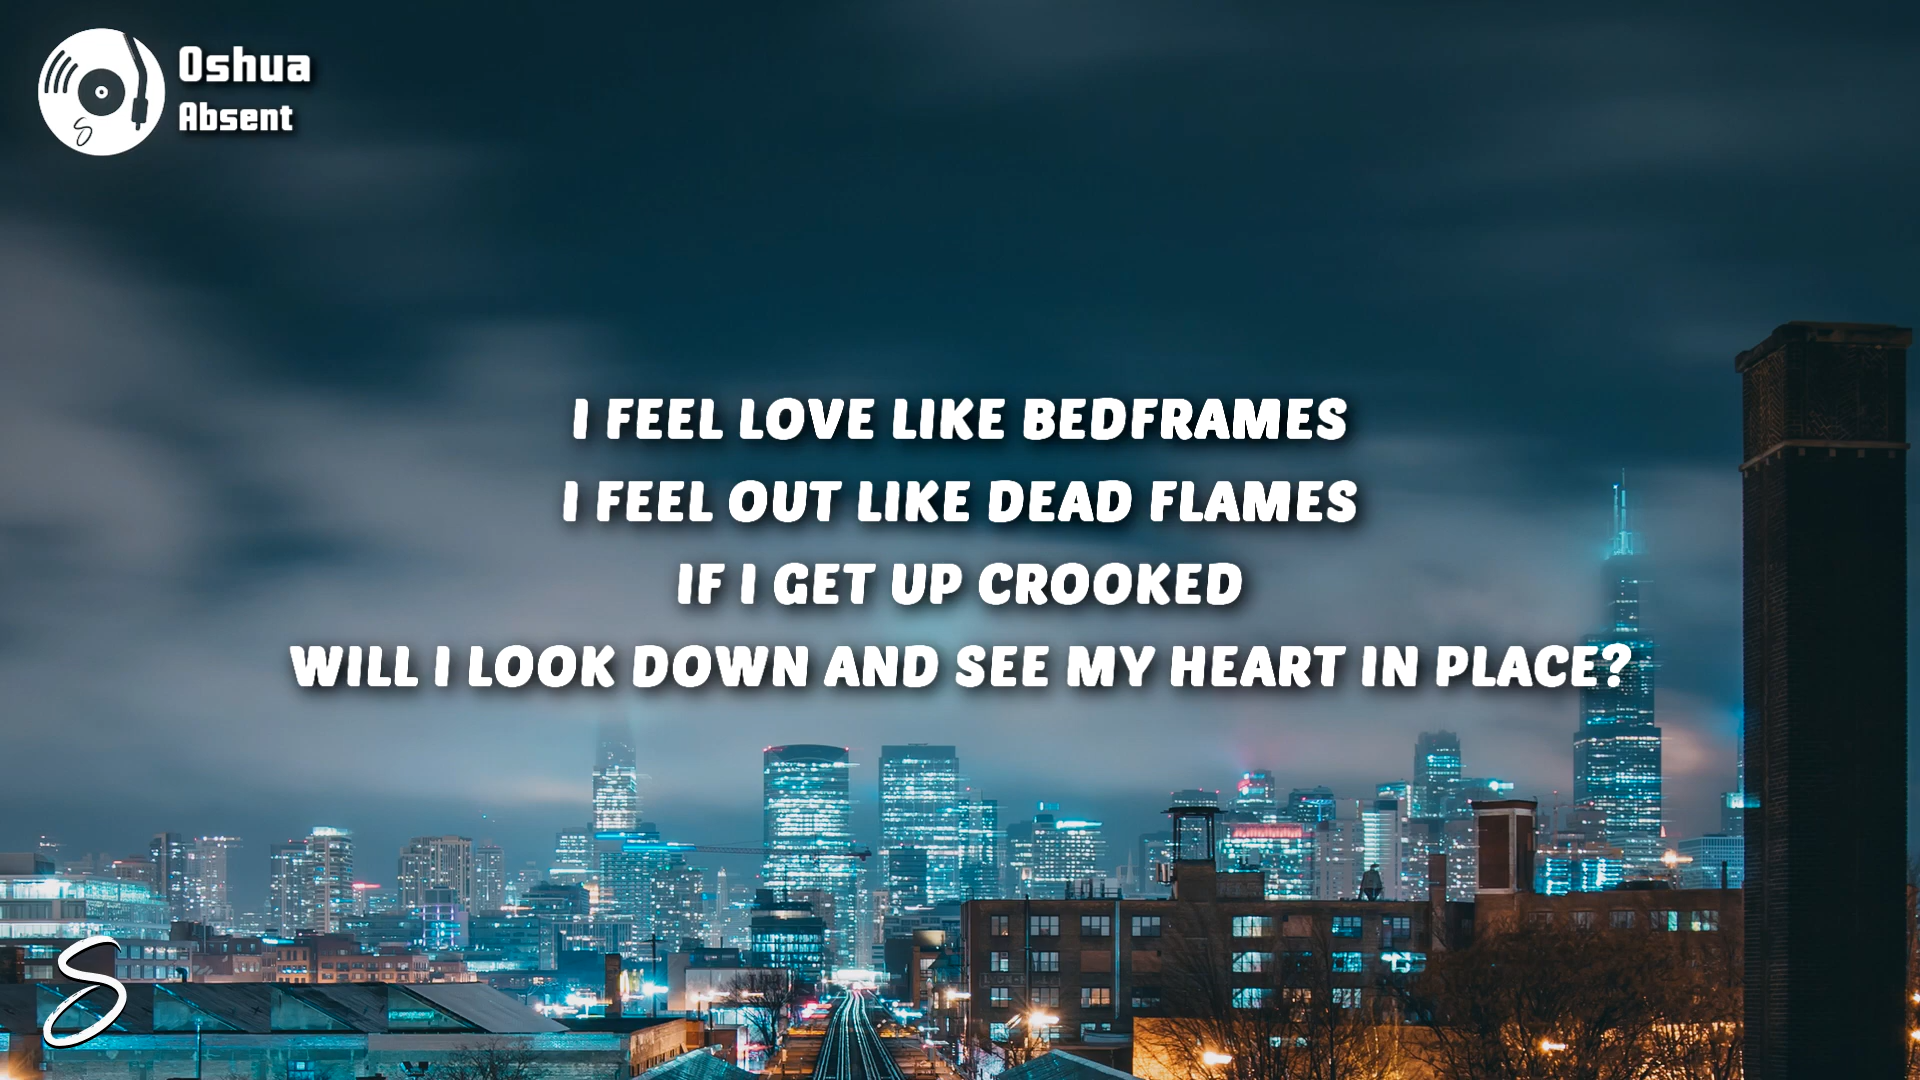 Oshua
Absent
I FEEL LOVE LIKE BEDFRAMES
I FEEL OUT LIKE DEAD FLAMES
IF I GET UP CROOKED
WILL I LOOK DOWN AND SEE MY HEART IN PLACE?
S